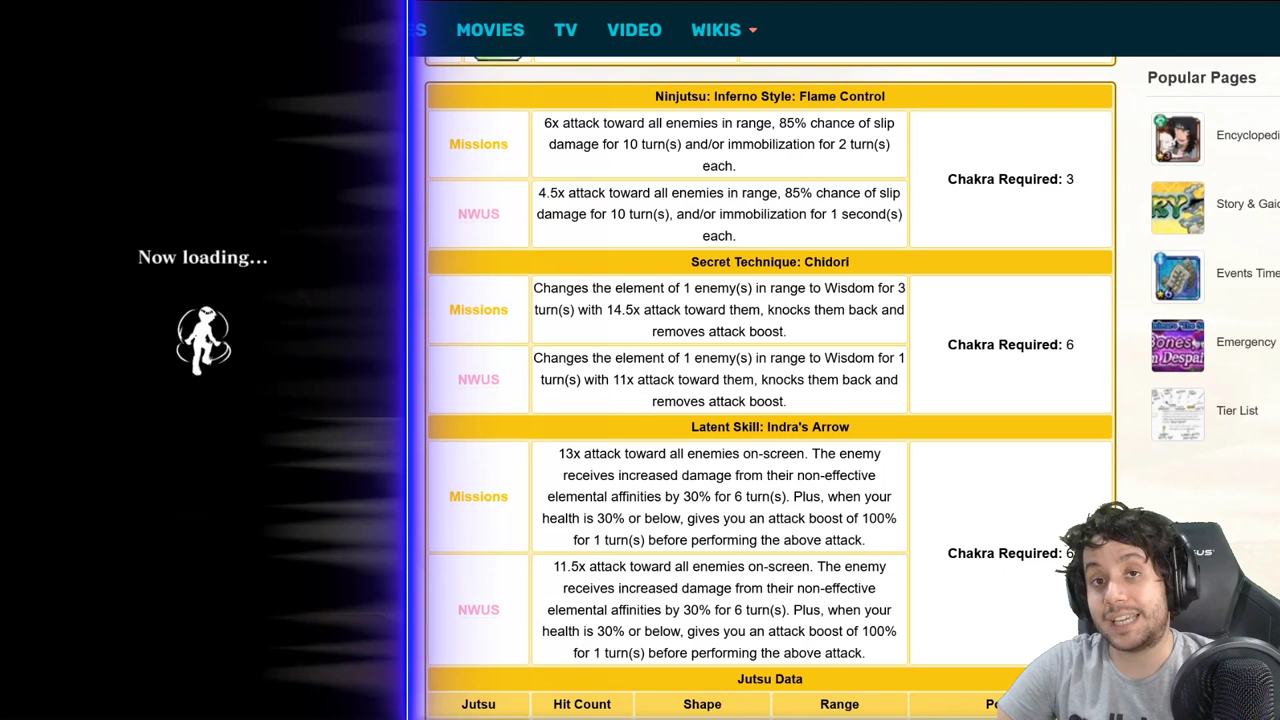 MOVIES TV VIDEO WIKIS
Popular Pages
Ninjutsu: Inferno Style: Flame Control
Missions
6x attack toward all enemies in range, 85% chance of slip
damage for 10 turn(s) and/or immobilization for 2 turn(s)
each.
NWUS
4.5x attack toward all enemies in range, 85% chance of slip
damage for 10 turn(s), and/or immobilization for 1 second(s)
each.
Chakra Required: 3
Secret Technique: Chidori
Missions
Changes the element of 1 enemy(s) in range to Wisdom for 3
turn(s) with 14.5x attack toward them, knocks them back and
removes attack boost.
NWUS
Changes the element of 1 enemy(s) in range to Wisdom for 1
turn(s) with 11x attack toward them, knocks them back and
removes attack boost.
Chakra Required: 6
Latent Skill: Indra's Arrow
Missions
13x attack toward all enemies on-screen. The enemy
receives increased damage from their non-effective
elemental affinities by 30% for 6 turn(s). Plus, when your
health is 30% or below, gives you an attack boost of 100%
for 1 turn(s) before performing the above attack.
NWUS
11.5x attack toward all enemies on-screen. The enemy
receives increased damage from their non-effective
elemental affinities by 30% for 6 turn(s). Plus, when your
health is 30% or below, gives you an attack boost of 100%
for 1 turn(s) before performing the above attack.
Chakra Required: 6
Jutsu Data
Jutsu Hit Count Shape Range
Encyclopedi
Story & Gaid
Events Time
Emergency
Tier List
Now loading...